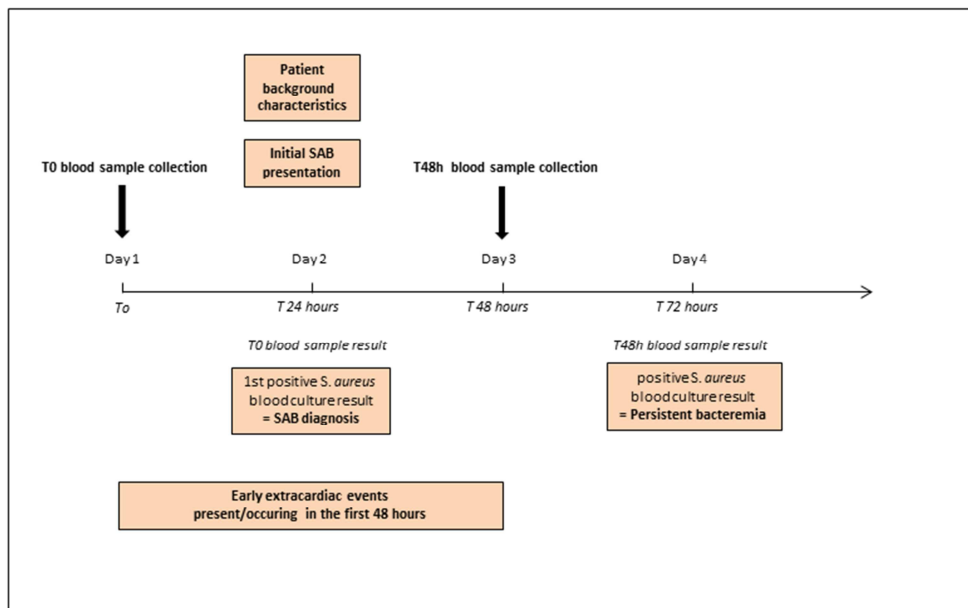 Patient
background
characteristics
Initial SAB
presentation
T0 blood sample collection
T48h blood sample collection
Day 1
Day 2
Day 3
Day 4
To
T 24 hours
T 48 hours
T 72 hours
T0 blood sample result
T48h blood sample result
1st positive S. aureus
blood culture result
= SAB diagnosis
positive S. aureus
blood culture result
= Persistent bacteremia
Early extracardiac events
present/occuring in the first 48 hours